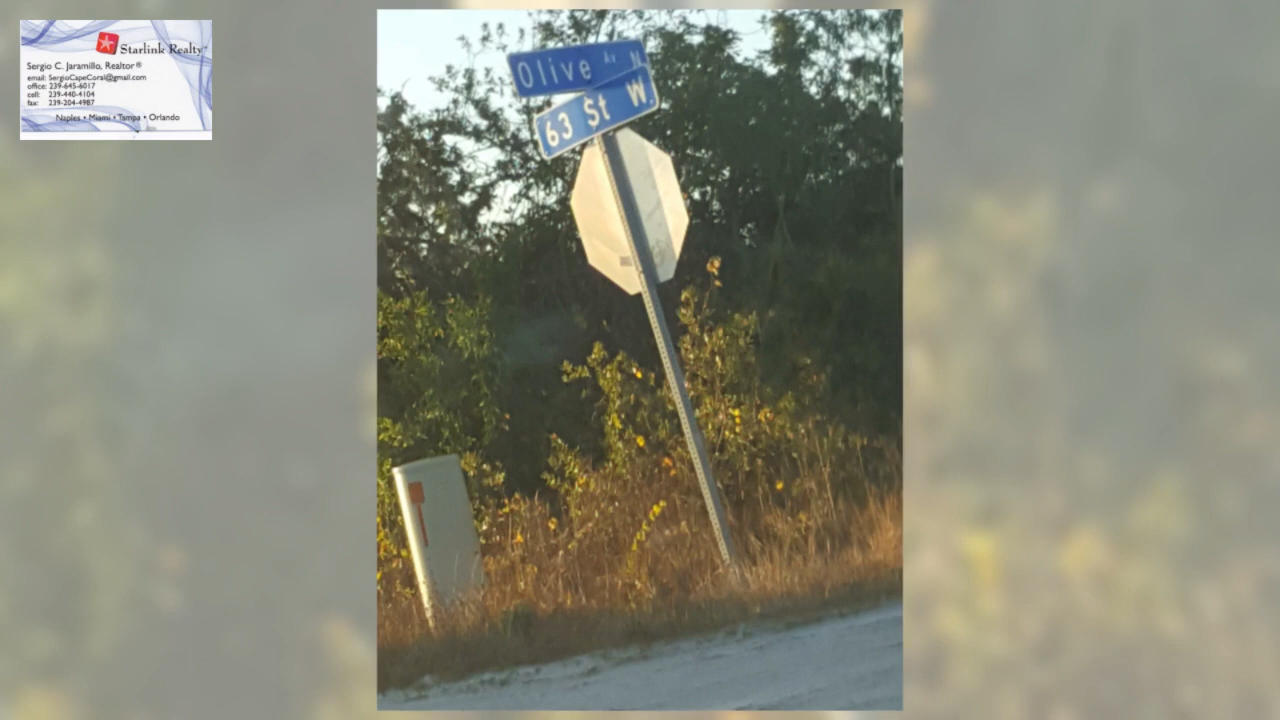 Starlink Realty
Sergio C. Jaramillo, Realtor®
email: SergioCapeCoral@gmail.com
office: 239-645-6017
cell: 239-440-4104
fax: 239-204-4987
Naples • Miami • Tampa • Orlando
Olive Av N
63 St W.